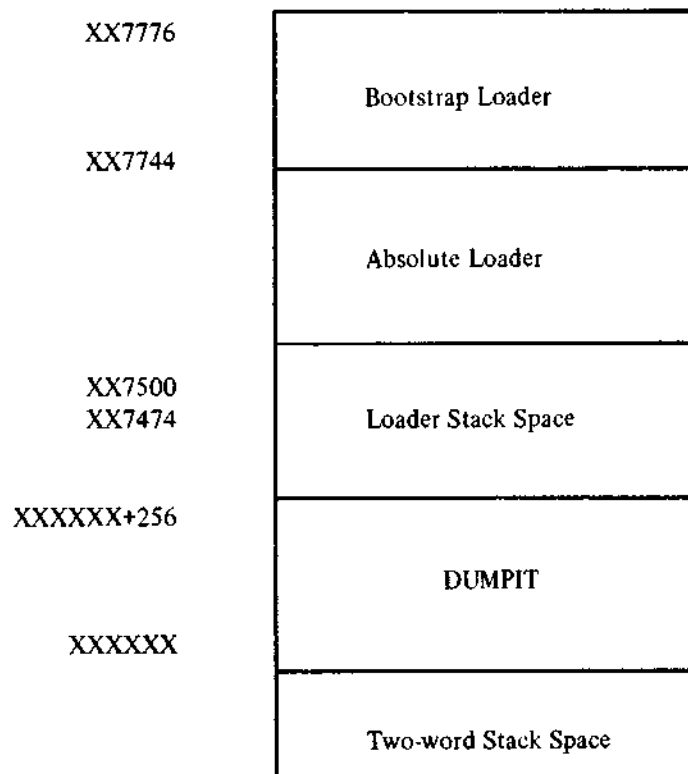 XX7776
Bootstrap Loader
XX7744
Absolute Loader
XX7500
XX7474
Loader Stack Space
XXXXXX+256
DUMPIT
XXXXXX
Two-word Stack Space